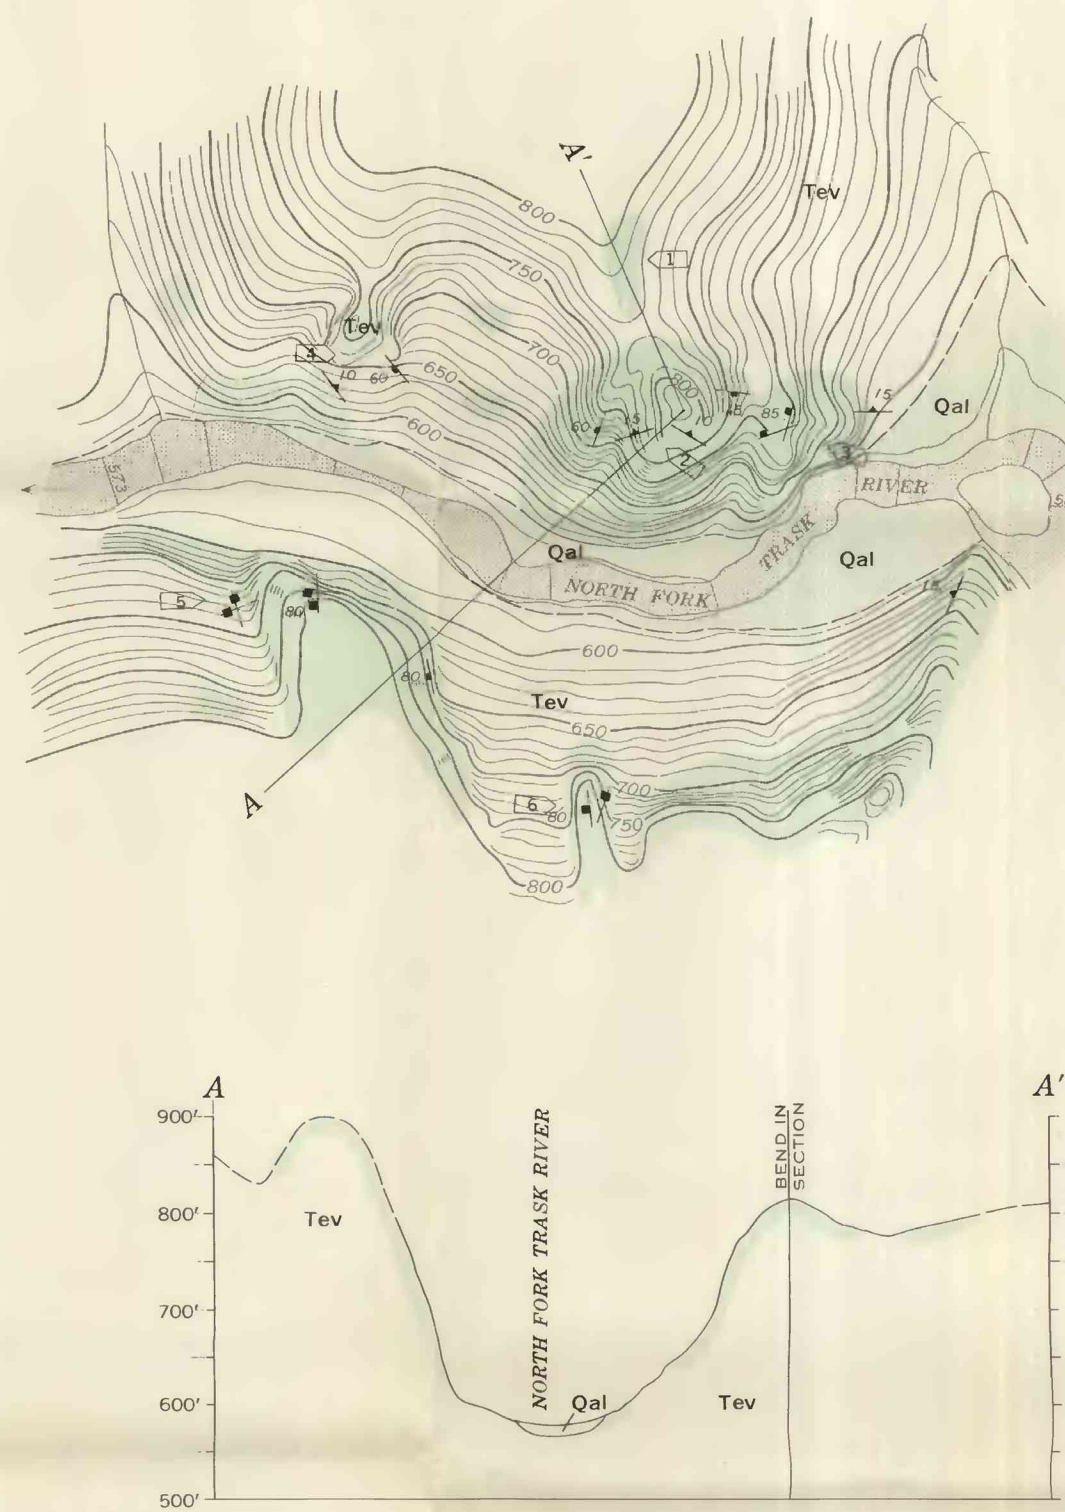 A'
800
Tev
1
750
Tev
4
10
60
650
700
800
15
60
15
10
45
85
Qal
600
2
3
573
RIVER
TRASK
Qal
Qal
NORTH FORK
5
80
15
600
80
Tev
650
A
6
80
700
750
800
A
A'
900'
NORTH FORK TRASK RIVER
BEND IN
SECTION
800'
Tev
700'
600'
Qal
Tev
500'